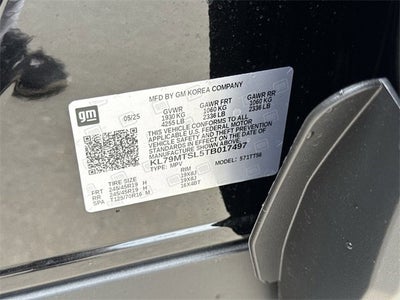 gm
05/25
MFD BY GM KOREA COMPANY
GVWR GAWR FRT GAWR RR
1930 KG 1060 KG 1060 KG
4255 LB 2336 LB 2336 LB
THIS VEHICLE CONFORMS TO ALL
APPLICABLE U.S. FEDERAL MOTOR
VEHICLE SAFETY AND THEFT PREVENTION
STANDARDS IN EFFECT ON THE DATE OF
MANUFACTURE SHOWN ABOVE.
KL79MTSL5TB017497
TYPE: MPV MODEL:
TIRE SIZE RIM
FRT 245/45R19 H 19X8J
RR 245/45R19 H 19X8J
SPA T125/70R16 M 16X4BT